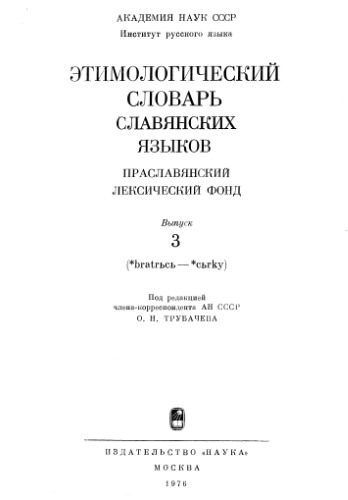 АКАДЕМИЯ НАУК СССР
Институт русского языка
ЭТИМОЛОГИЧЕСКИЙ
СЛОВАРЬ
СЛАВЯНСКИХ
ЯЗЫКОВ
ПРАСЛАВЯНСКИЙ
ЛЕКСИЧЕСКИЙ ФОНД
Выпуск
3
(*bratrьcь — *cьrky)
Под редакцией
члена-корреспондента АН СССР
О. Н. ТРУБАЧЕВА
ИЗДАТЕЛЬСТВО «НАУКА»
МОСКВА
1976